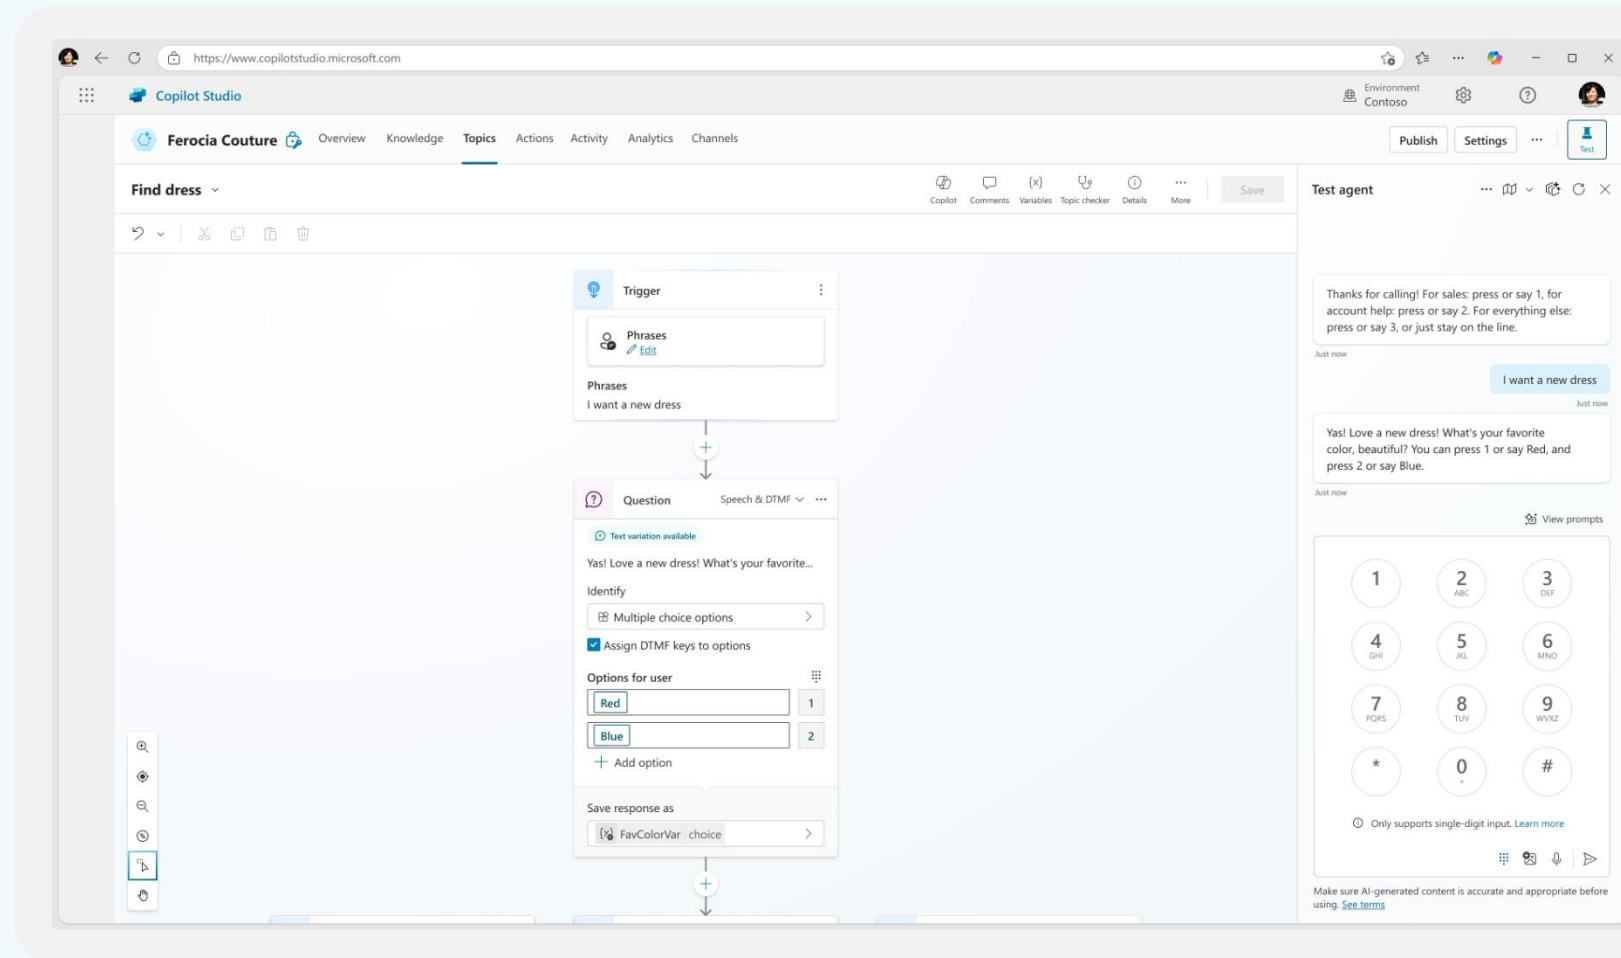 https://www.copilotstudio.microsoft.com
Copilot Studio
Environment
Contoso
Ferocia Couture
Overview
Knowledge
Topics
Actions
Activity
Analytics
Channels
Publish
Settings
Test
Find dress
Copilot
Comments
Variables
Topic checker
Details
More
Save
Trigger
Phrases
Edit
Phrases
I want a new dress
Question
Speech & DTMF
Text variation available
Yas! Love a new dress! What's your favorite...
Identify
Multiple choice options
Assign DTMF keys to options
Options for user
Red
1
Blue
2
Add option
Save response as
{x} FavColorVar choice
Test agent
Thanks for calling! For sales: press or say 1, for
account help: press or say 2. For everything else:
press or say 3, or just stay on the line.
Just now
I want a new dress
Just now
Yas! Love a new dress! What's your favorite
color, beautiful? You can press 1 or say Red, and
press 2 or say Blue.
Just now
View prompts
1
2
ABC
3
DEF
4
GHI
5
JKL
6
MNO
7
PQRS
8
TUV
9
WVXZ
*
0
+
#
Only supports single-digit input. Learn more
Make sure AI-generated content is accurate and appropriate before
using. See terms